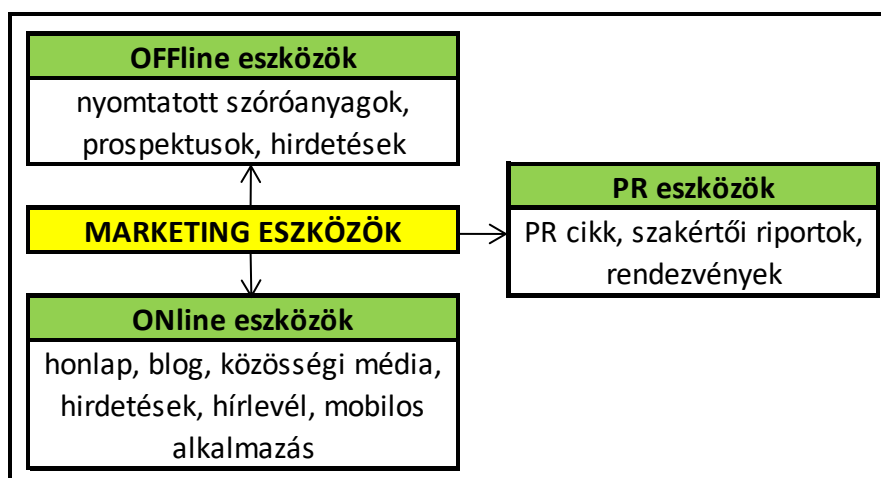 OFFline eszközök
nyomtatott szóróanyagok,
prospektusok, hirdetések
MARKETING ESZKÖZÖK
PR eszközök
PR cikk, szakértői riportok,
rendezvények
ONline eszközök
honlap, blog, közösségi média,
hirdetések, hírlevél, mobilos
alkalmazás